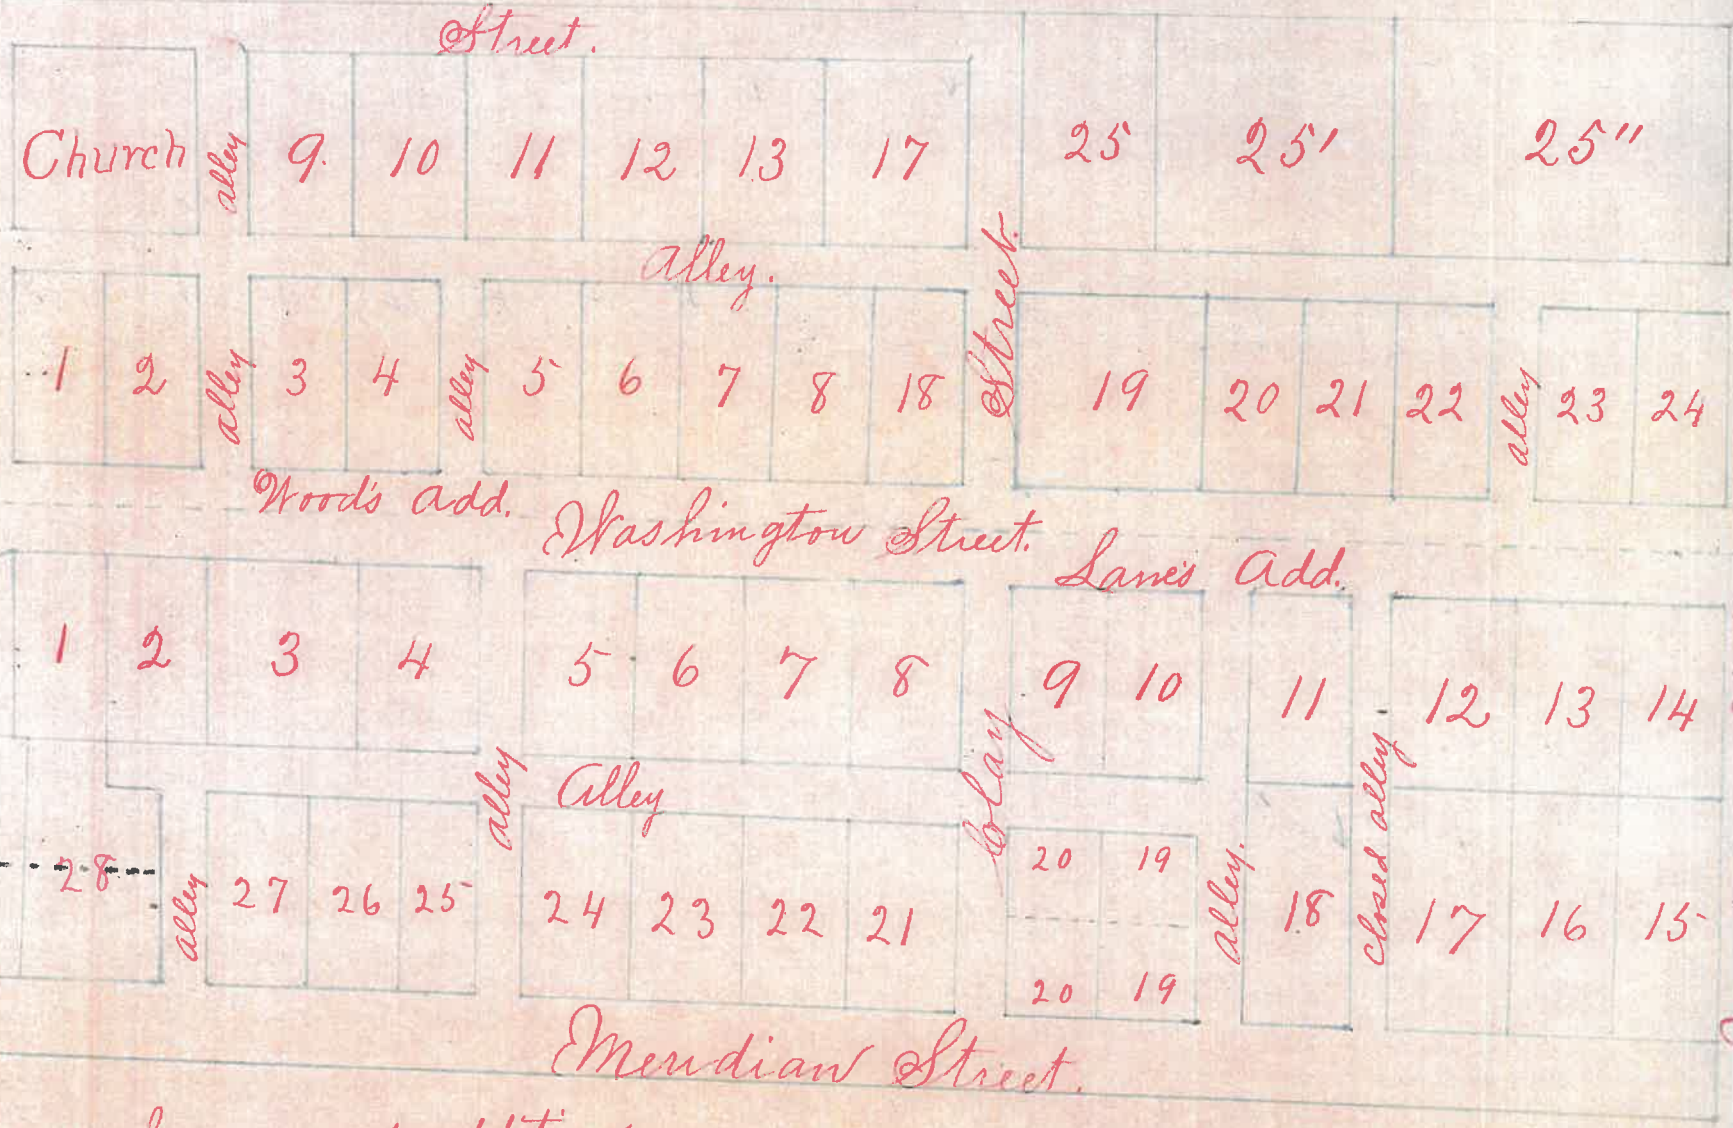 Street.
Church alley 9. 10 11 12 13 17 25 25' 25"
Alley.
1 2 alley 3 4 alley 5 6 7 8 18 Street. 19 20 21 22 alley 23 24
Wood's Add.
Washington Street.
Lane's Add.
1 2 3 4 5 6 7 8 9 10 11 12 13 14
alley Alley Clay closed alley
28 alley 27 26 25 24 23 22 21 20 19 alley. 18 17 16 15
20 19
Meridian Street.